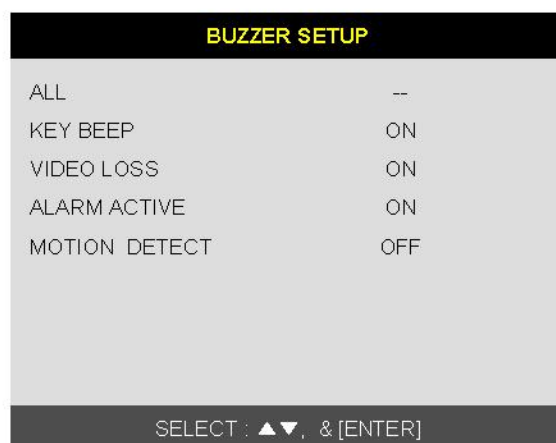 BUZZER SETUP
ALL --
KEY BEEP ON
VIDEO LOSS ON
ALARM ACTIVE ON
MOTION DETECT OFF
SELECT : ▲▼, & [ENTER]